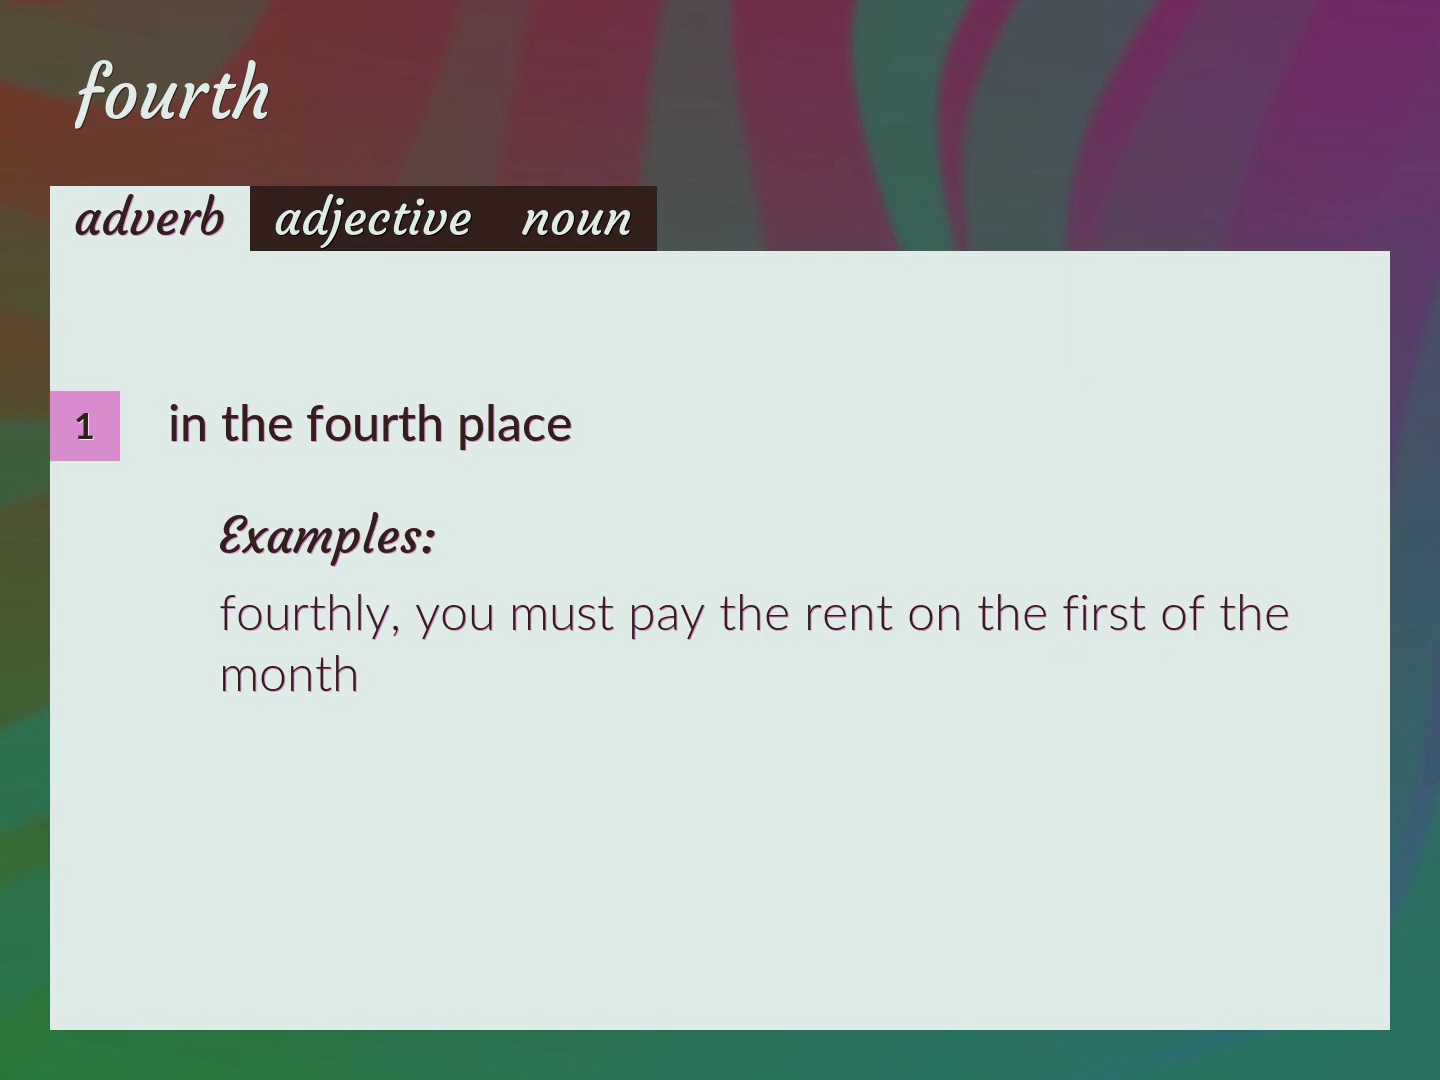 fourth
adverb adjective noun
1 in the fourth place
Examples:
fourthly, you must pay the rent on the first of the
month